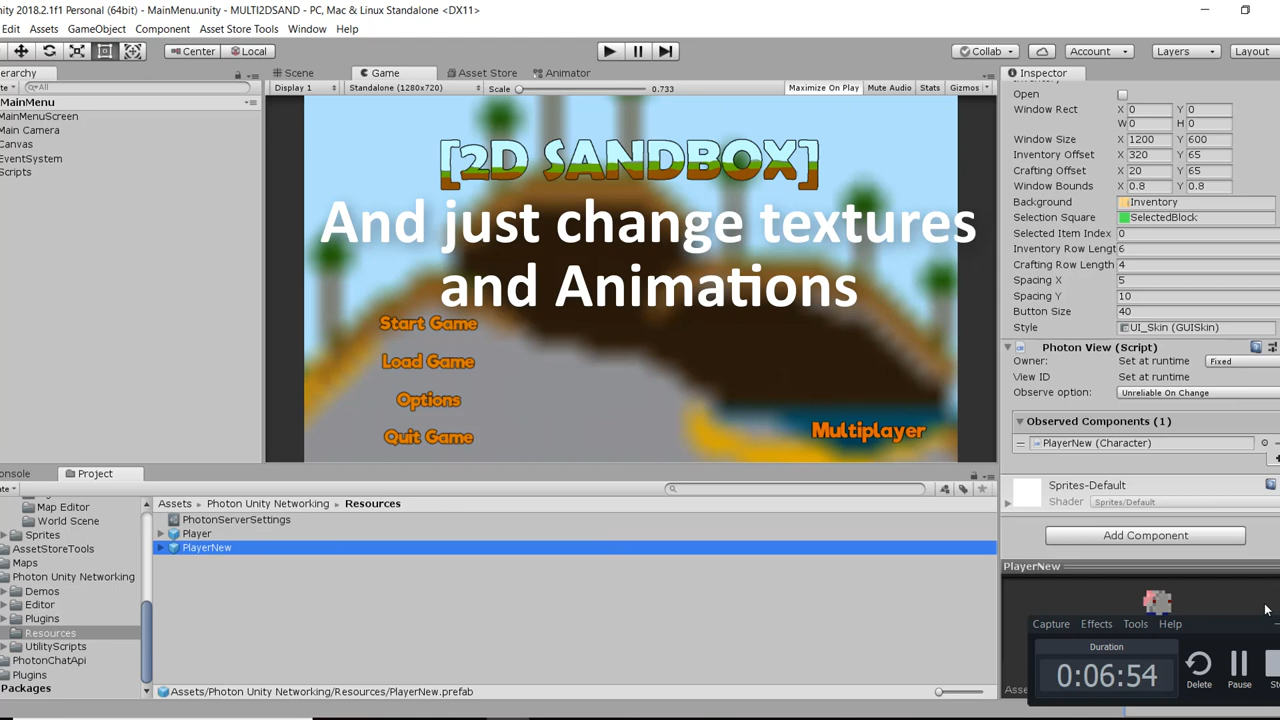 nity 2018.2.1f1 Personal (64bit) - MainMenu.unity - MULTI2DSAND - PC, Mac & Linux Standalone <DX11>
Edit Assets GameObject Component Asset Store Tools Window Help
Center Local Collab Account Layers Layout
erarchy Scene Game Asset Store Animator Inspector
te All Display 1 Standalone (1280x720) Scale 0.733 Maximize On Play Mute Audio Stats Gizmos
MainMenu
MainMenuScreen
Main Camera
Canvas
EventSystem
Scripts
[2D SANDBOX]
And just change textures
and Animations
Start Game
Load Game
Options
Quit Game
Multiplayer
Open
Window Rect X 0 Y 0
W 0 H 0
Window Size X 1200 Y 600
Inventory Offset X 320 Y 65
Crafting Offset X 20 Y 65
Window Bounds X 0.8 Y 0.8
Background Inventory
Selection Square SelectedBlock
Selected Item Index 0
Inventory Row Lengt 6
Crafting Row Length 4
Spacing X 5
Spacing Y 10
Button Size 40
Style UI_Skin (GUISkin)
Photon View (Script)
Owner: Set at runtime Fixed
View ID Set at runtime
Observe option: Unreliable On Change
Observed Components (1)
PlayerNew (Character)
Sprites-Default
Shader Sprites/Default
Add Component
PlayerNew
onsole Project
te
Map Editor
World Scene
Sprites
AssetStoreTools
Maps
Photon Unity Networking
Demos
Editor
Plugins
Resources
UtilityScripts
PhotonChatApi
Plugins
Packages
Assets Photon Unity Networking Resources
PhotonServerSettings
Player
PlayerNew
Assets/Photon Unity Networking/Resources/PlayerNew.prefab
Capture Effects Tools Help
Duration
0:06:54
Delete Pause Sto
Asse